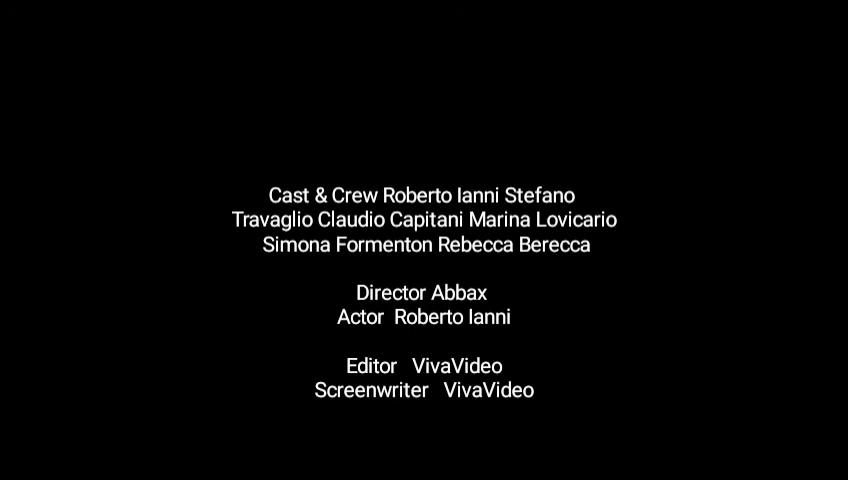 Cast & Crew Roberto Ianni Stefano
Travaglio Claudio Capitani Marina Lovicario
Simona Formenton Rebecca Berecca
Director Abbax
Actor  Roberto Ianni
Editor   VivaVideo
Screenwriter   VivaVideo